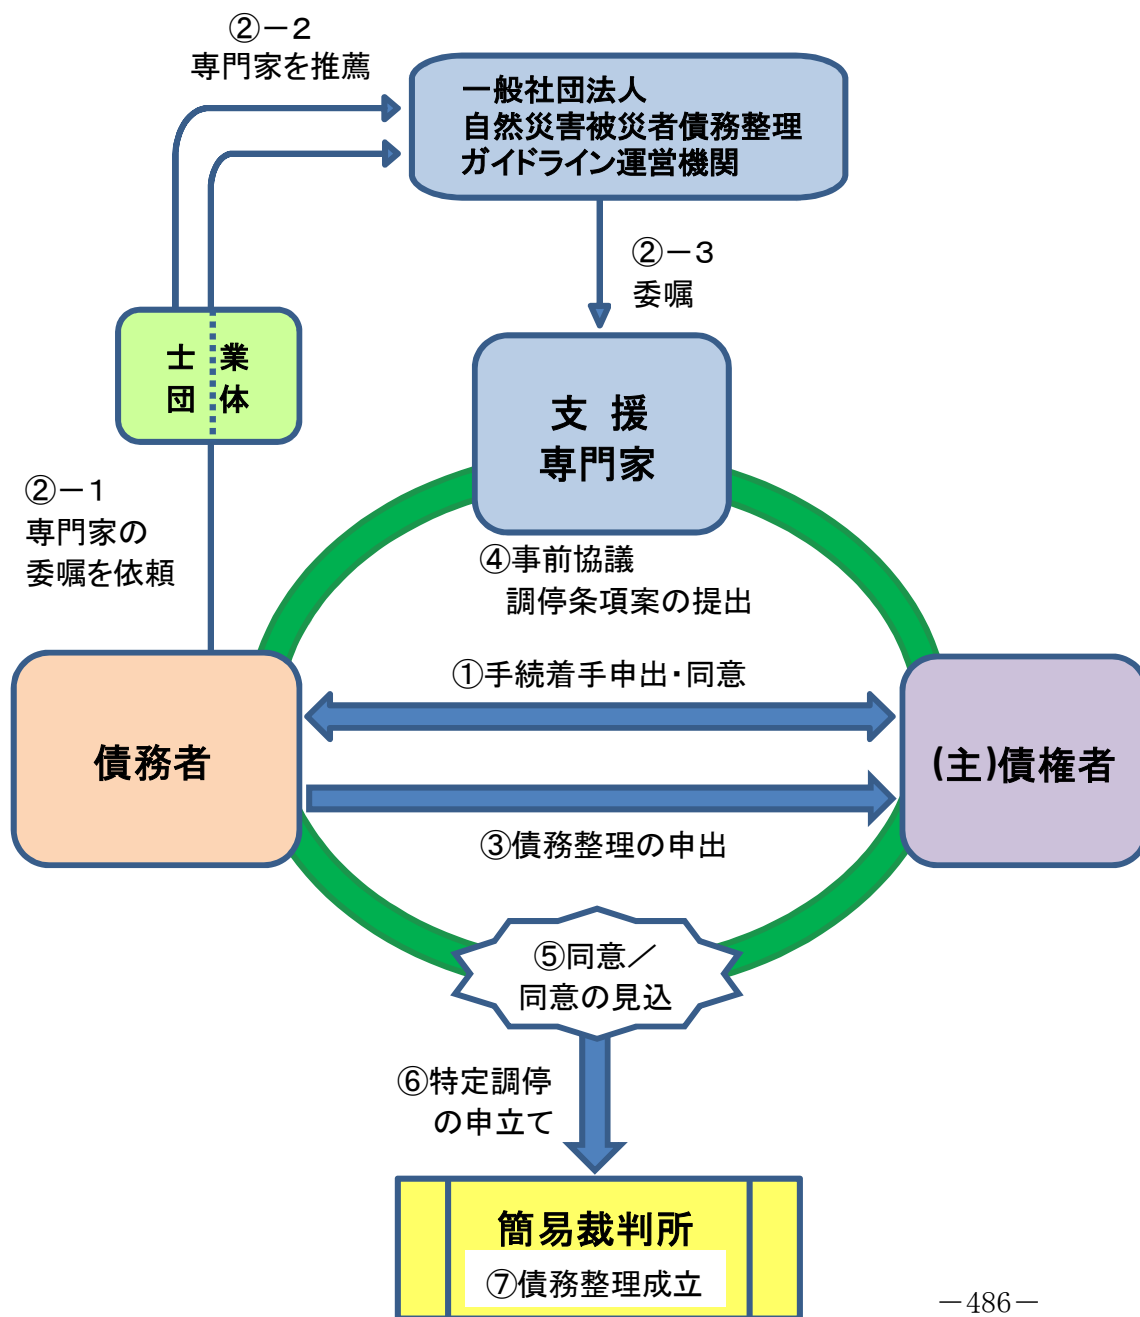 ②－２
専門家を推薦
一般社団法人
自然災害被災者債務整理
ガイドライン運営機関
②－３
委嘱
士 業
団 体
支 援
専門家
②－１
専門家の
委嘱を依頼
④事前協議
調停条項案の提出
①手続着手申出・同意
債務者
(主)債権者
③債務整理の申出
⑤同意／
同意の見込
⑥特定調停
の申立て
簡易裁判所
⑦債務整理成立
－486－